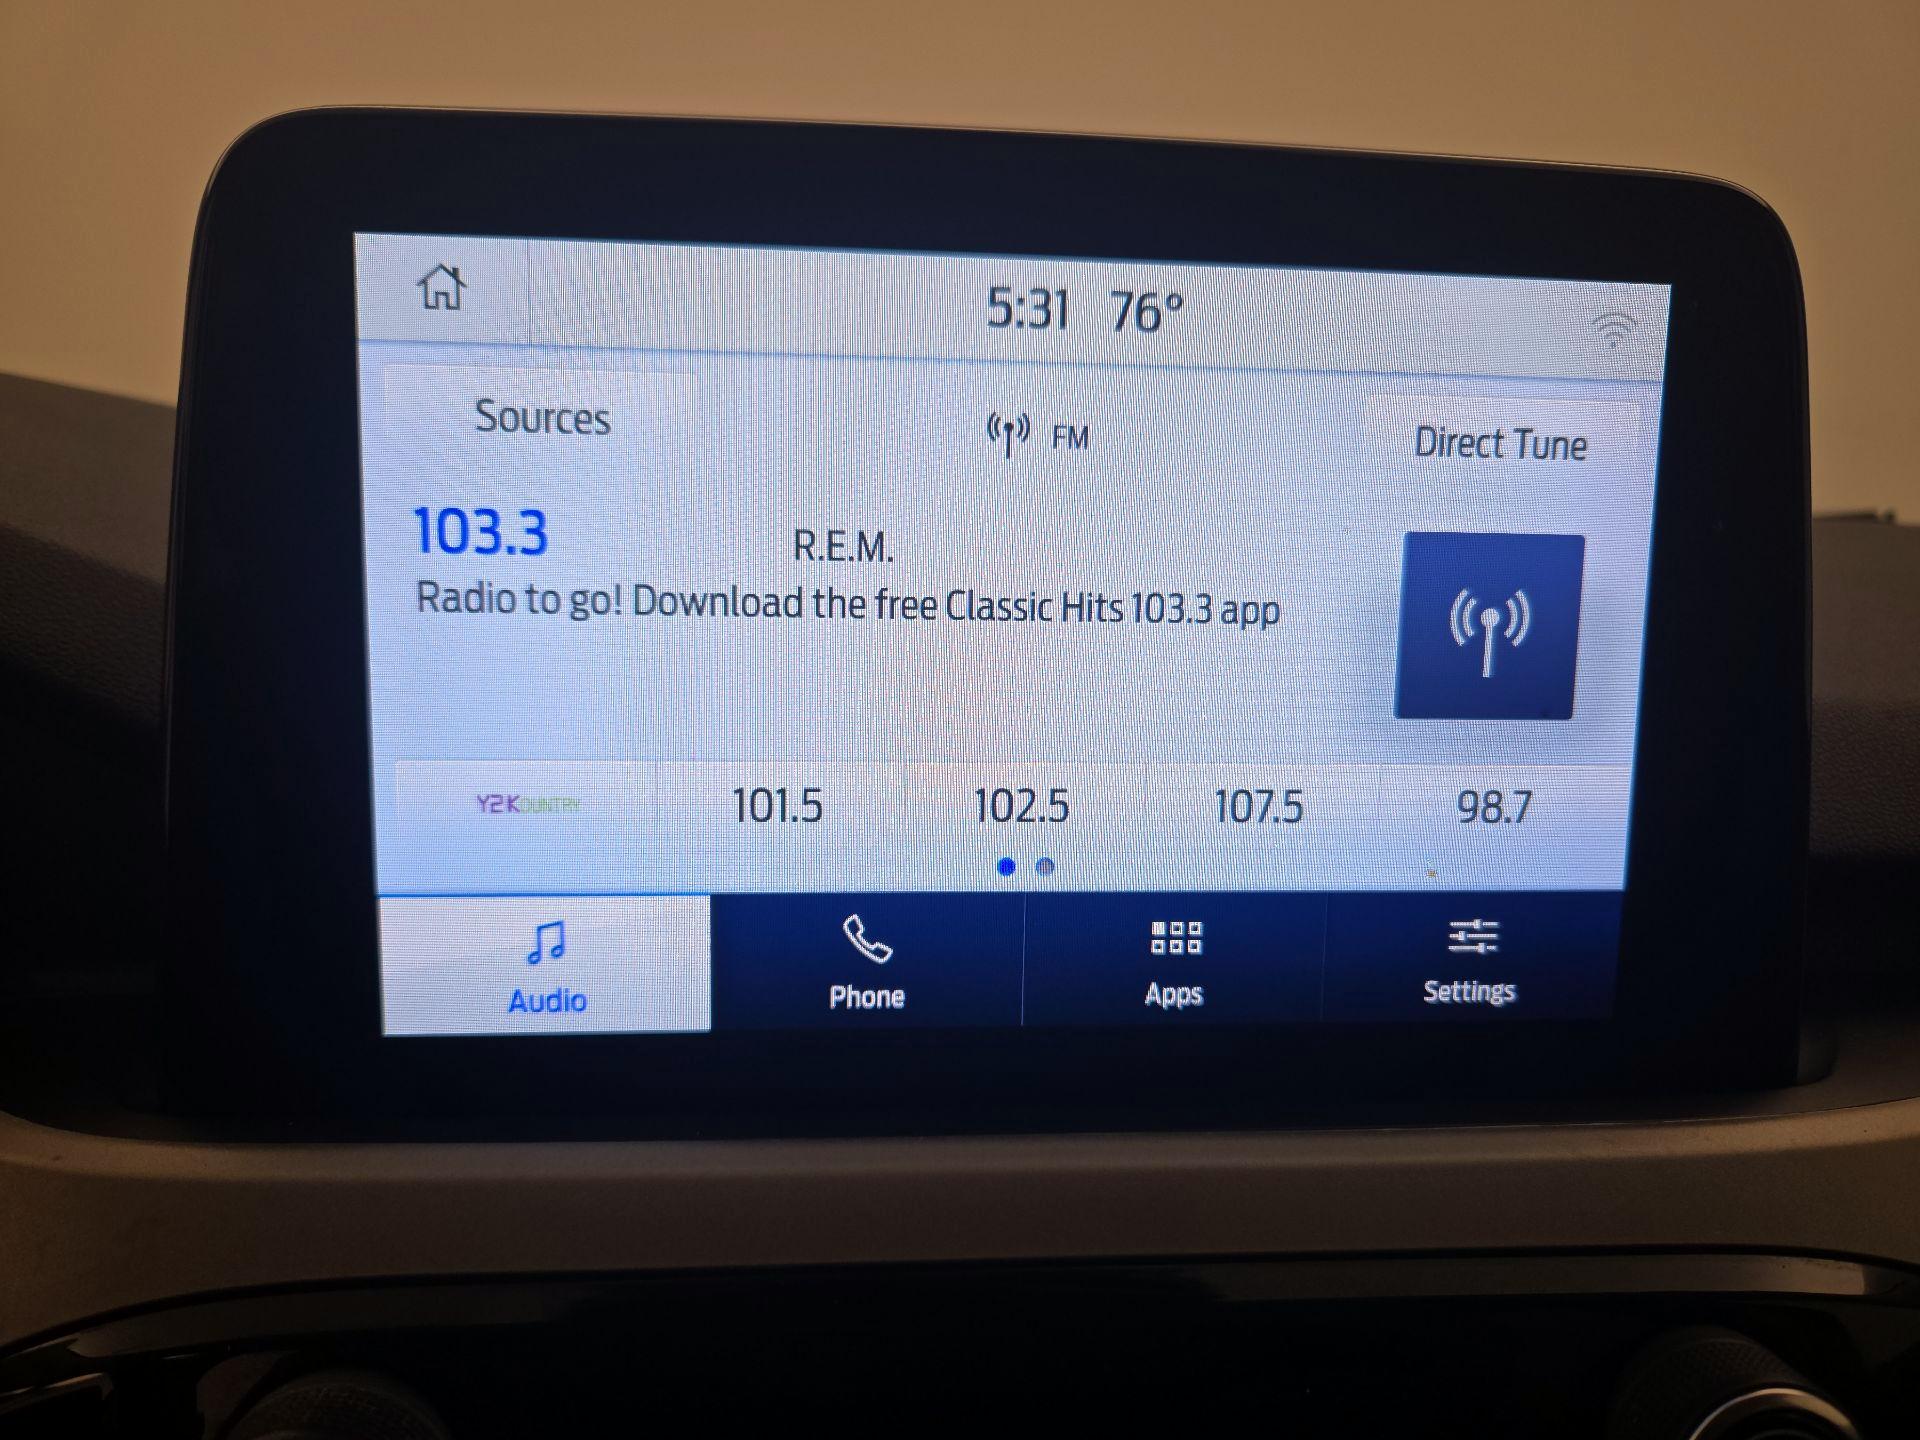 5:31 76°
Sources FM Direct Tune
103.3 R.E.M.
Radio to go! Download the free Classic Hits 103.3 app
Y2KOUNTRY 101.5 102.5 107.5 98.7
Audio Phone Apps Settings